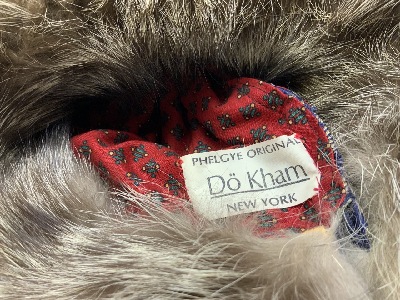 PHELGYE ORIGINAL
Dö Kham
NEW YORK